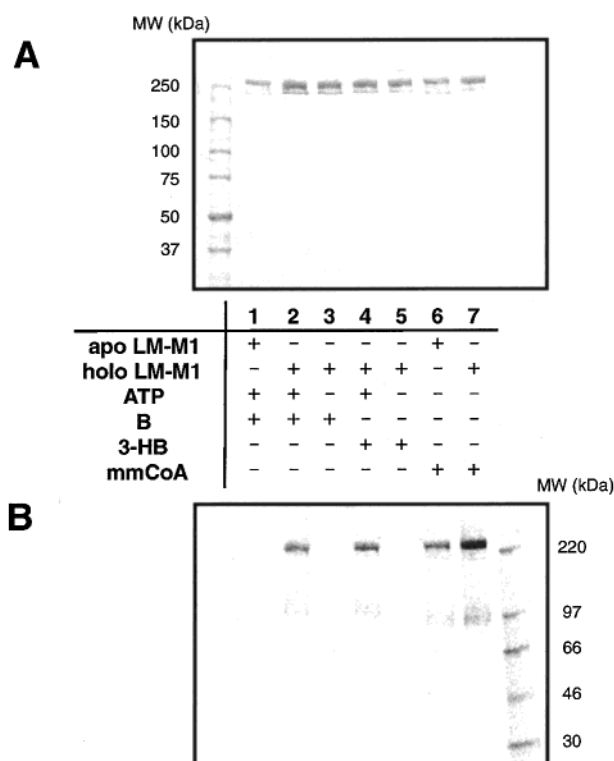 MW (kDa)
A
250
150
100
75
50
37
1 2 3 4 5 6 7
apo LM-M1 + – – – – + –
holo LM-M1 – + + + + – +
ATP + + – + – – –
B + + + – – – –
3-HB – – – + + – –
mmCoA – – – – – + +
MW (kDa)
B
220
97
66
46
30